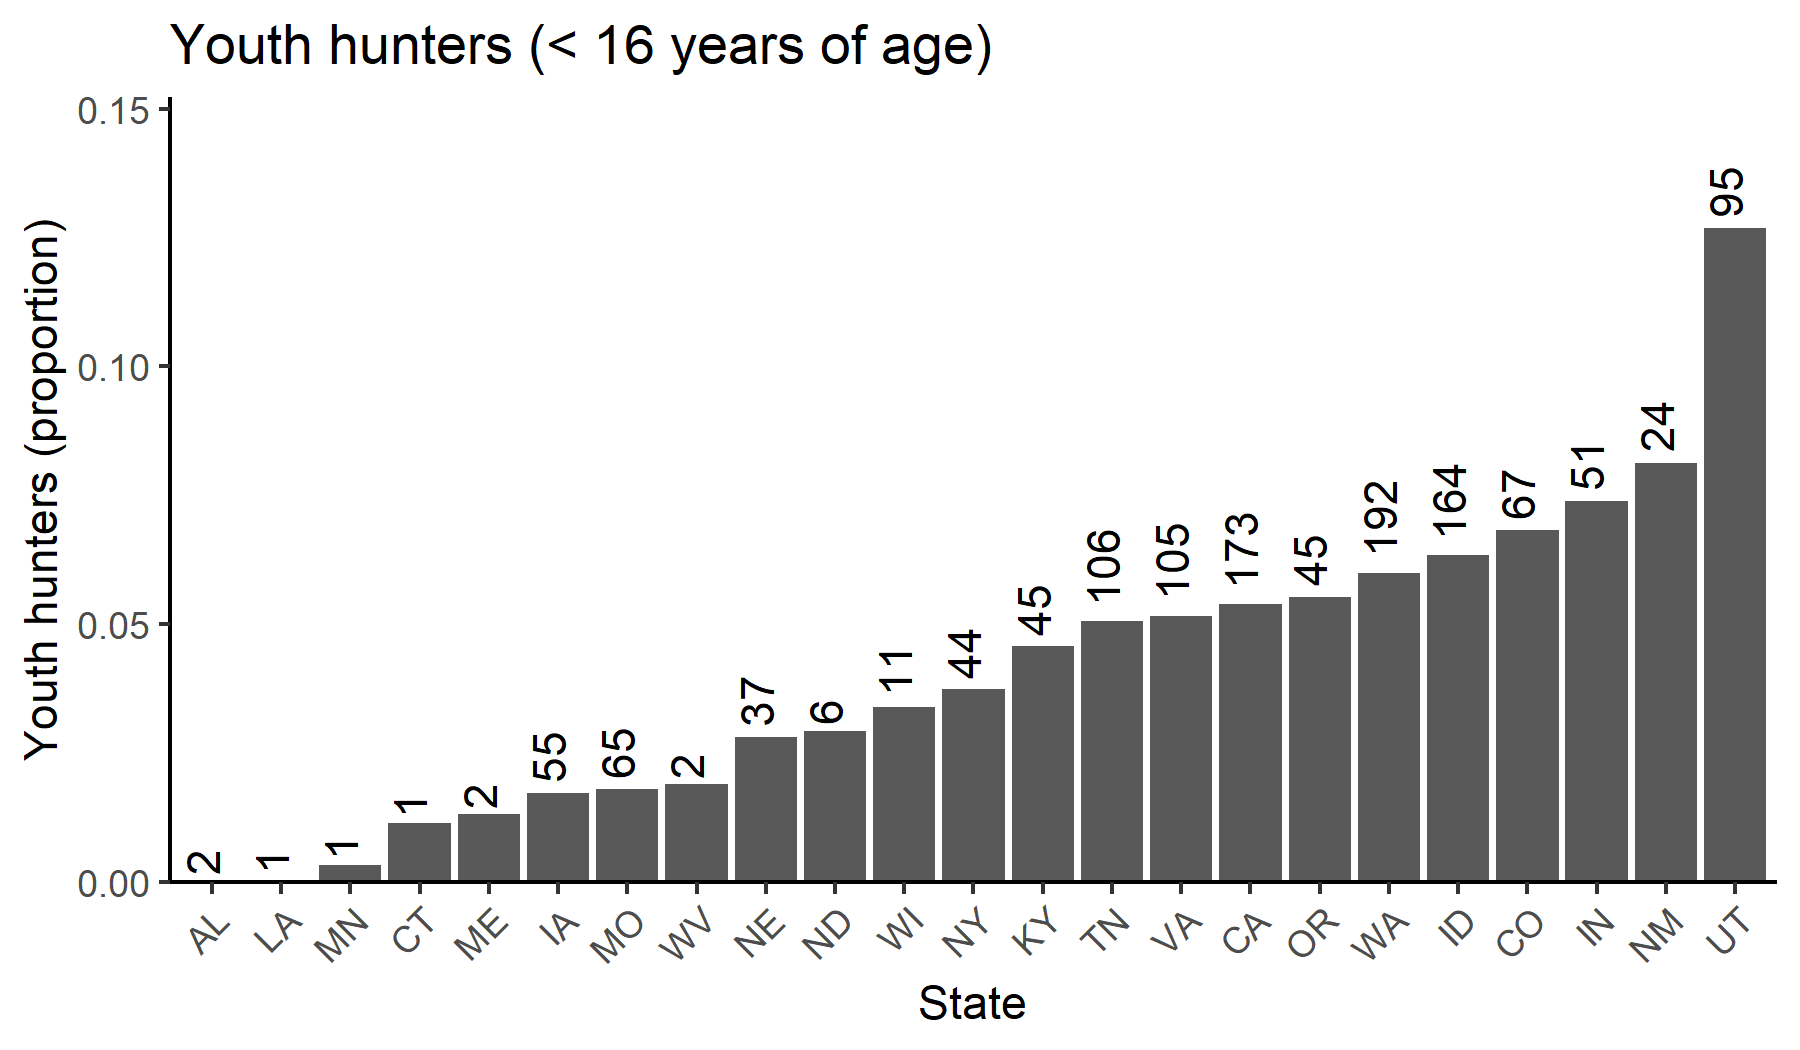 Youth hunters (< 16 years of age)
Youth hunters (proportion)
0.15
0.10
0.05
0.00
2
1
1
1
2
55
65
2
37
6
11
44
45
106
105
173
45
192
164
67
51
24
95
AL
LA
MN
CT
ME
IA
MO
WV
NE
ND
WI
NY
KY
TN
VA
CA
OR
WA
ID
CO
IN
NM
UT
State